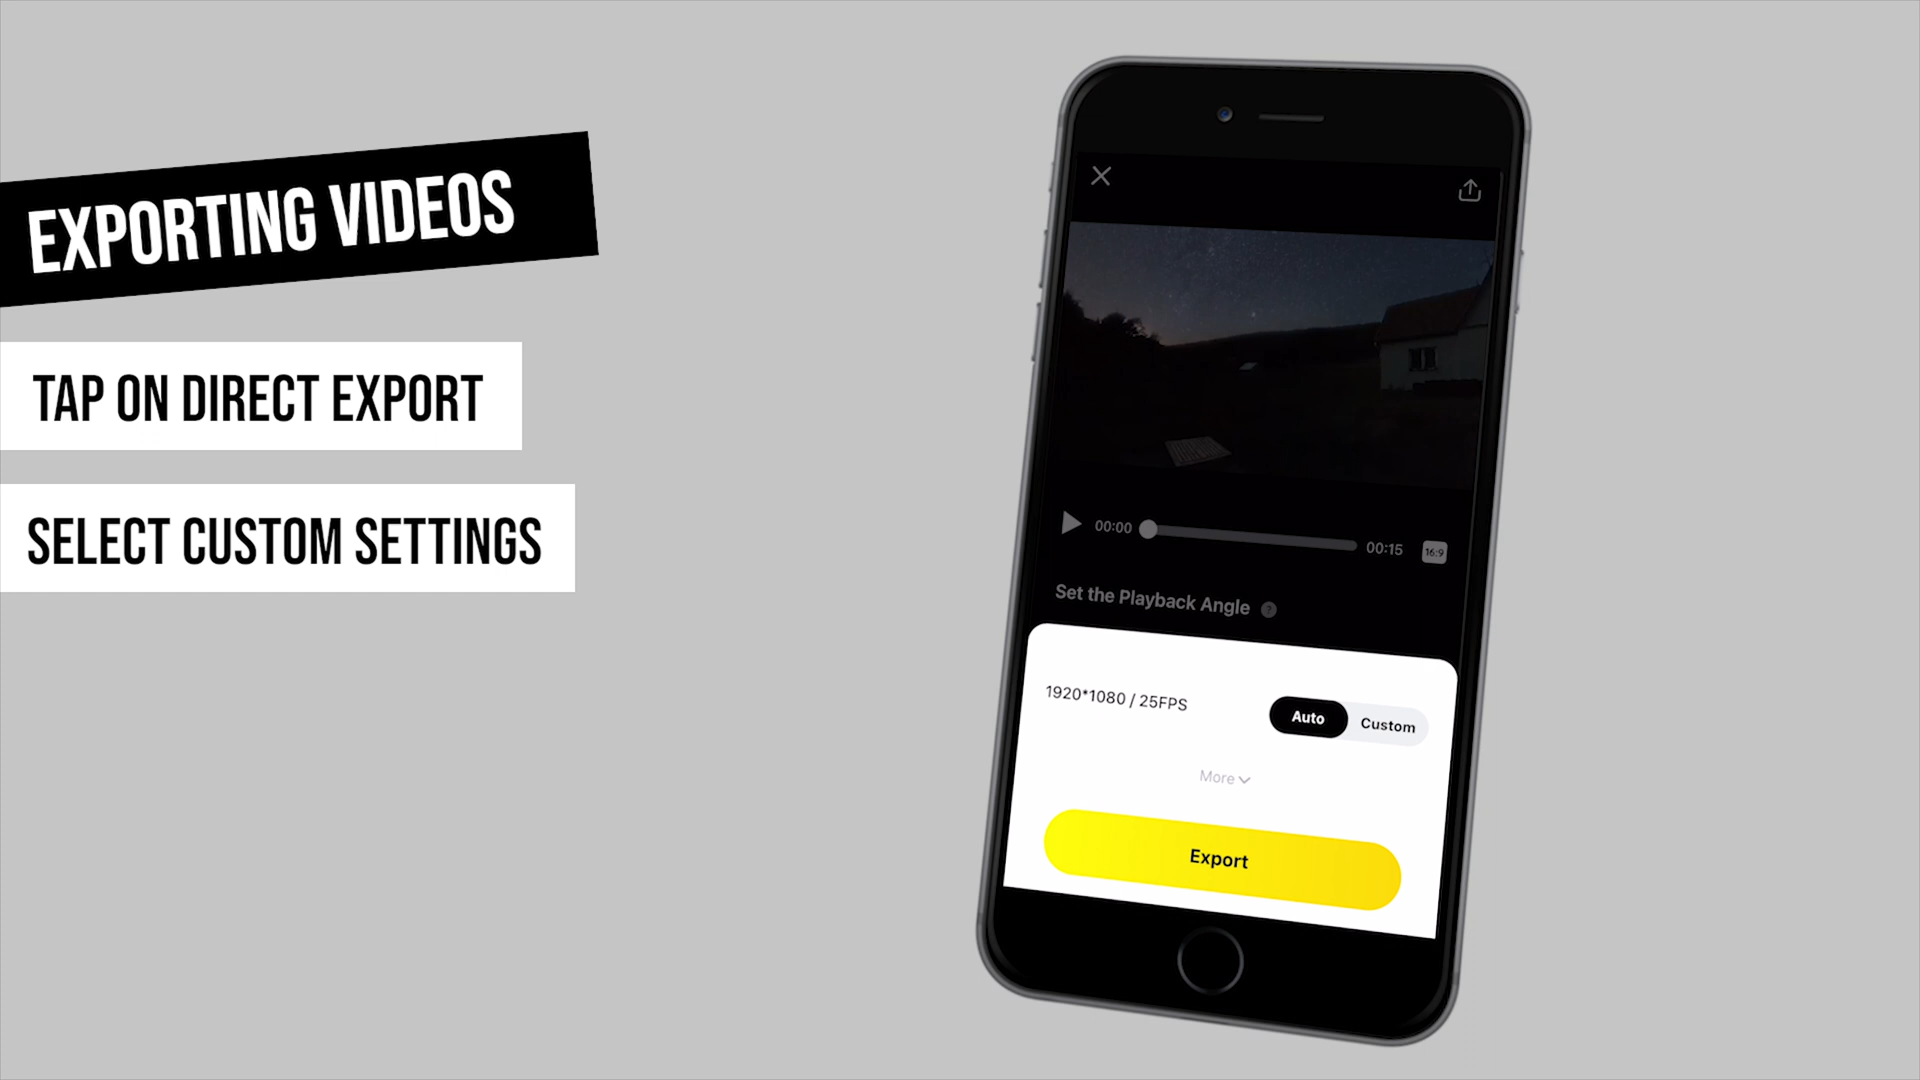 EXPORTING VIDEOS
TAP ON DIRECT EXPORT
SELECT CUSTOM SETTINGS
00:00
00:15
16:9
Set the Playback Angle ?
1920*1080 / 25FPS
Auto
Custom
More
Export